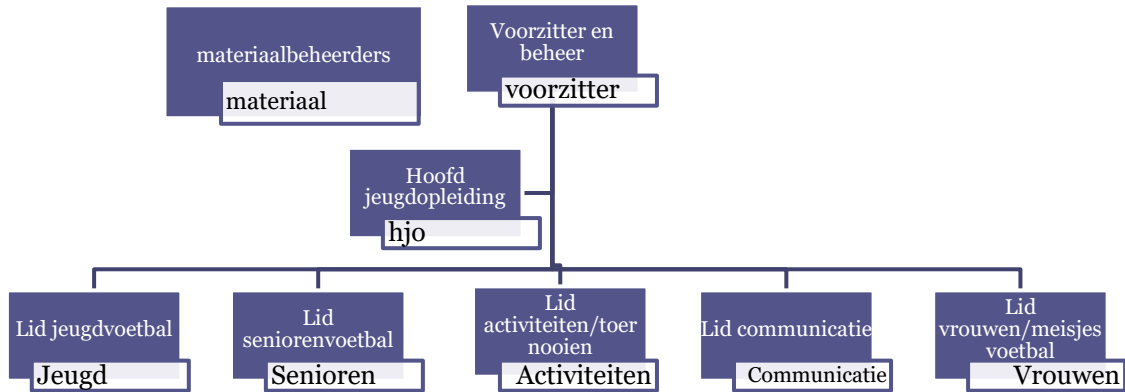 materiaalbeheerders
materiaal
Voorzitter en
beheer
voorzitter
Hoofd
jeugdopleiding
hjo
Lid jeugdvoetbal
Jeugd
Lid
seniorenvoetbal
Senioren
Lid
activiteiten/toer
nooien
Activiteiten
Lid communicatie
Communicatie
Lid
vrouwen/meisjes
voetbal
Vrouwen